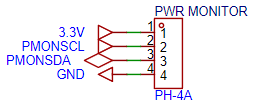 PWR MONITOR
3.3V 1 1
PMONSCL 2 2
PMONSDA 3 3
GND 4 4
PH-4A